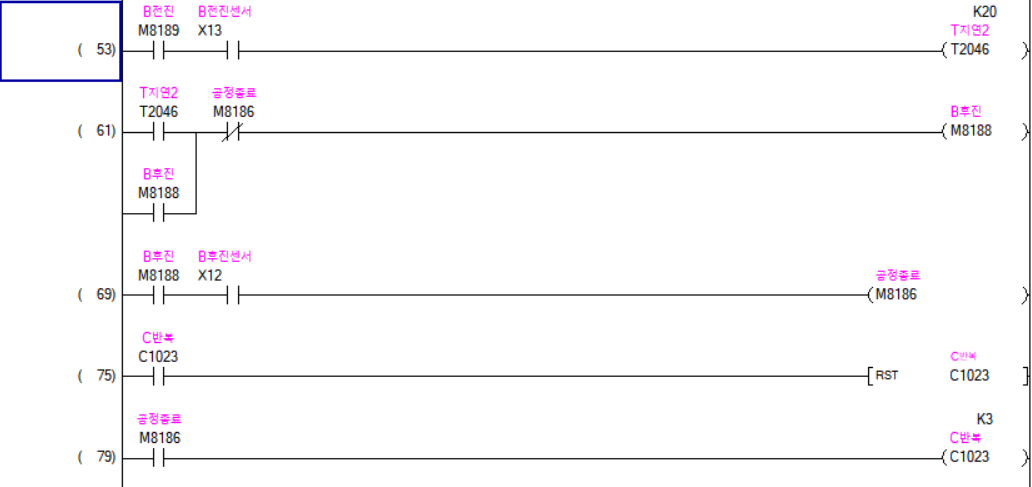 B전진 B전진센서 K20
M8189 X13 T지연2
( 53) ( T2046 )
T지연2 공정종료
T2046 M8186 B후진
( 61) ( M8188 )
B후진
M8188
B후진 B후진센서
M8188 X12 공정종료
( 69) ( M8186 )
C반복
C1023 C반복
( 75) [ RST C1023 ]
공정종료 K3
M8186 C반복
( 79) ( C1023 )